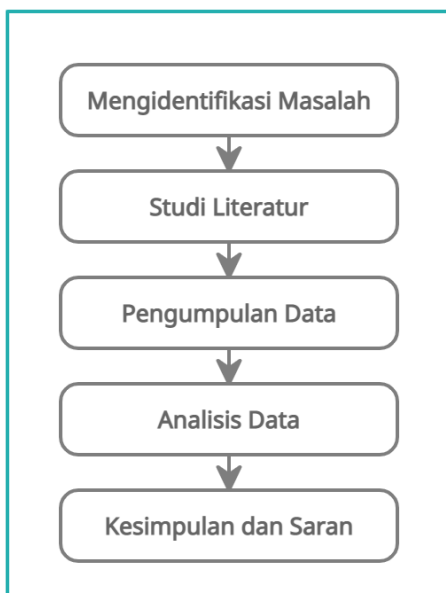 Mengidentifikasi Masalah
Studi Literatur
Pengumpulan Data
Analisis Data
Kesimpulan dan Saran